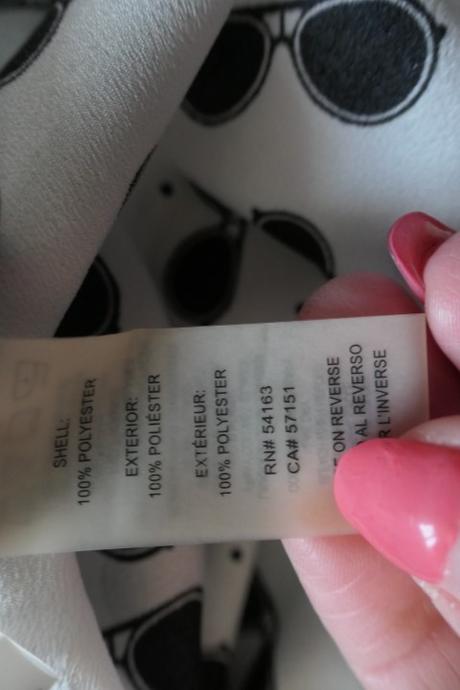 SHELL:
100% POLYESTER
EXTERIOR:
100% POLIÉSTER
EXTÉRIEUR:
100% POLYESTER
RN# 54163
CA# 57151
ON REVERSE
AL REVERSO
L'INVERSE